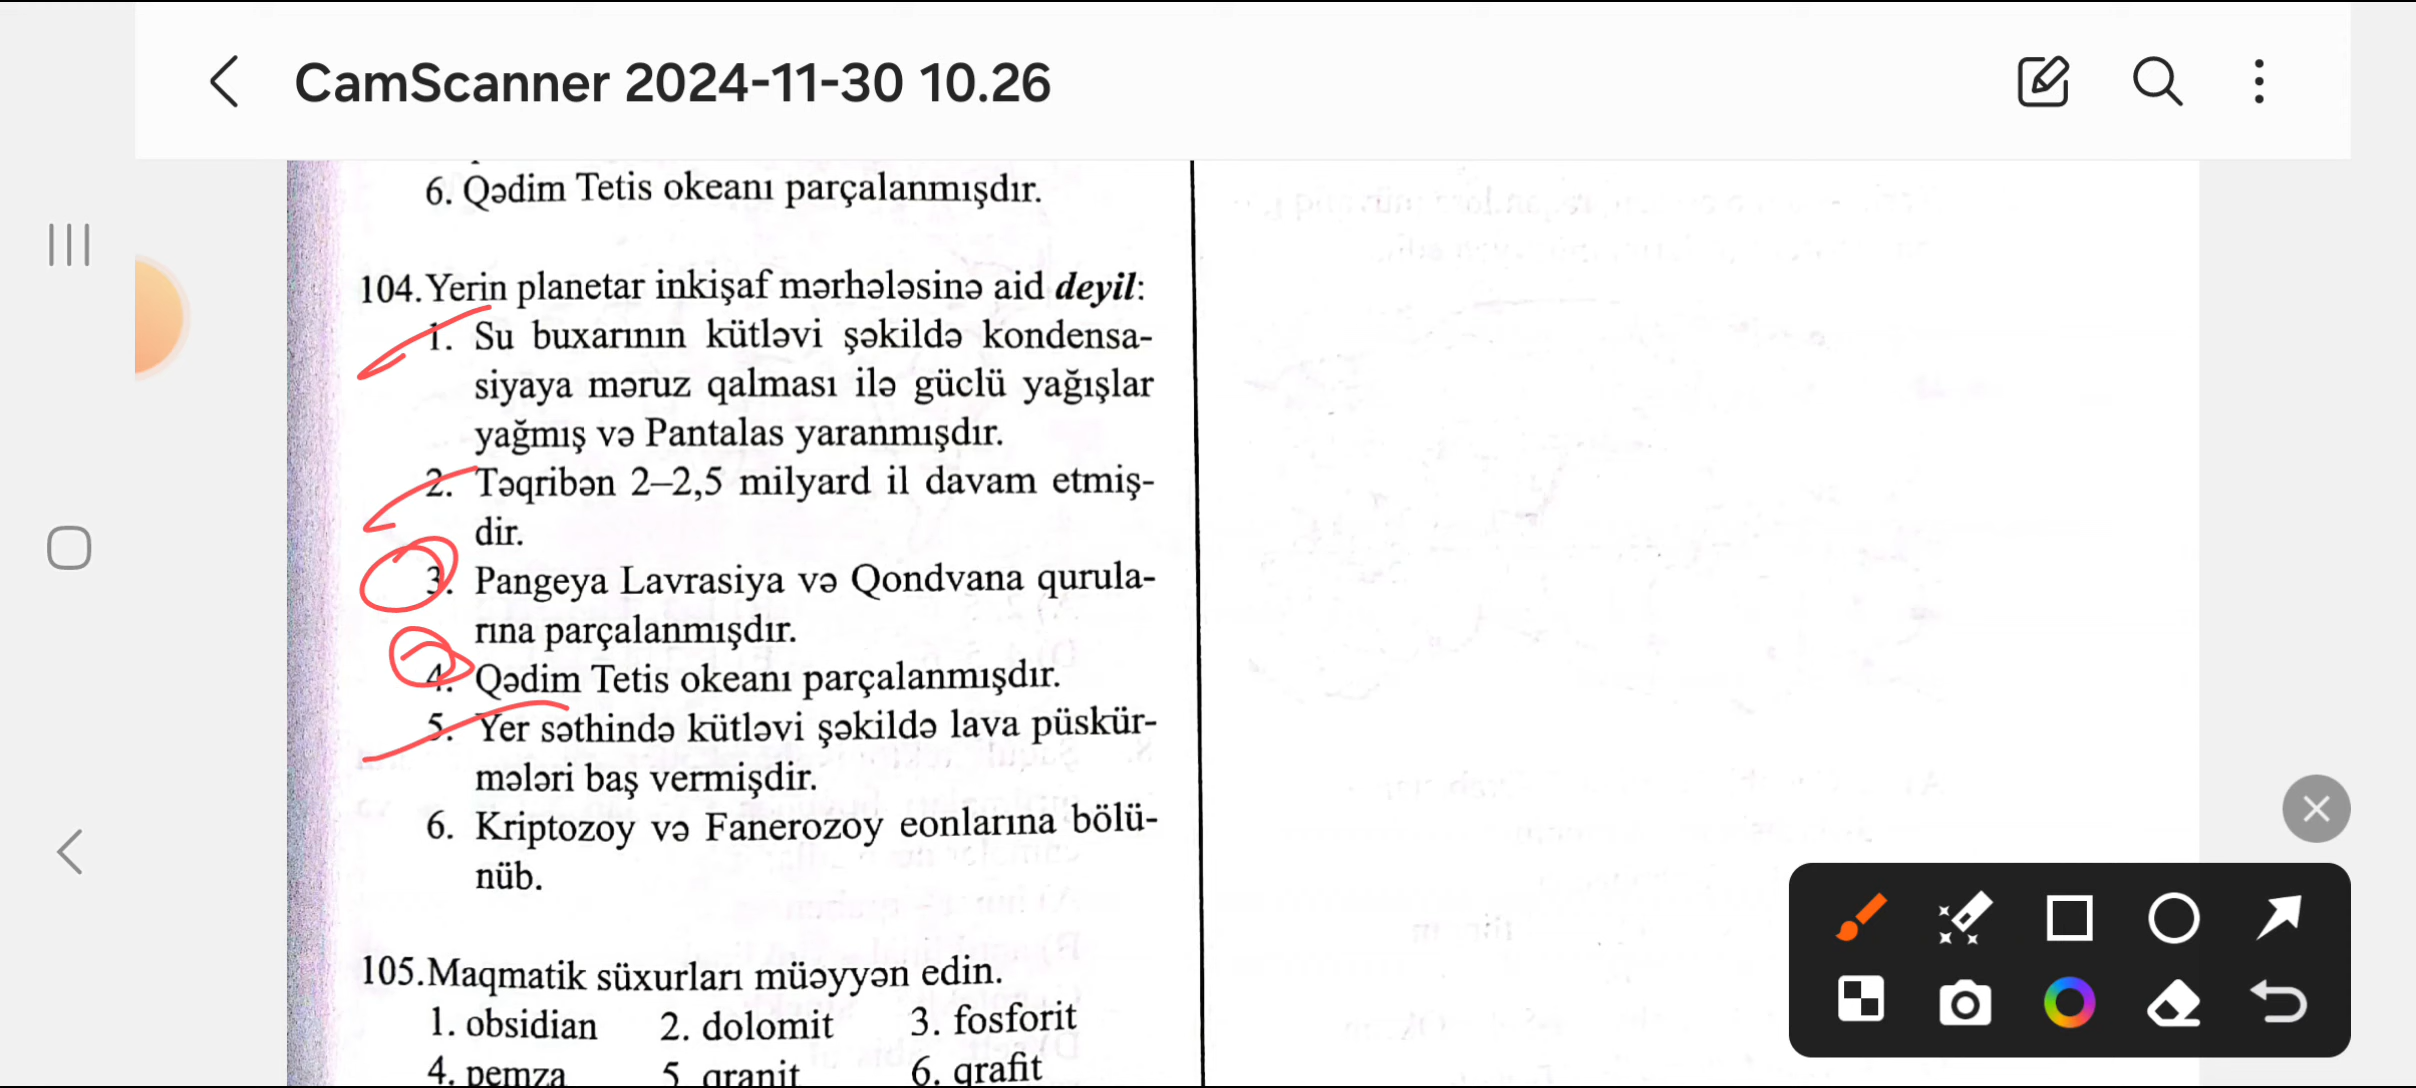 CamScanner 2024-11-30 10.26
6. Qədim Tetis okeanı parçalanmışdır.
104. Yerin planetar inkişaf mərhələsinə aid deyil:
1. Su buxarının kütləvi şəkildə kondensa-
siyaya məruz qalması ilə güclü yağışlar
yağmış və Pantalas yaranmışdır.
2. Təqribən 2–2,5 milyard il davam etmiş-
dir.
3. Pangeya Lavrasiya və Qondvana qurula-
rına parçalanmışdır.
4. Qədim Tetis okeanı parçalanmışdır.
5. Yer səthində kütləvi şəkildə lava püskür-
mələri baş vermişdir.
6. Kriptozoy və Fanerozoy eonlarına bölü-
nüb.
105. Maqmatik süxurları müəyyən edin.
1. obsidian 2. dolomit 3. fosforit
4. pemza 5. qranit 6. qrafit